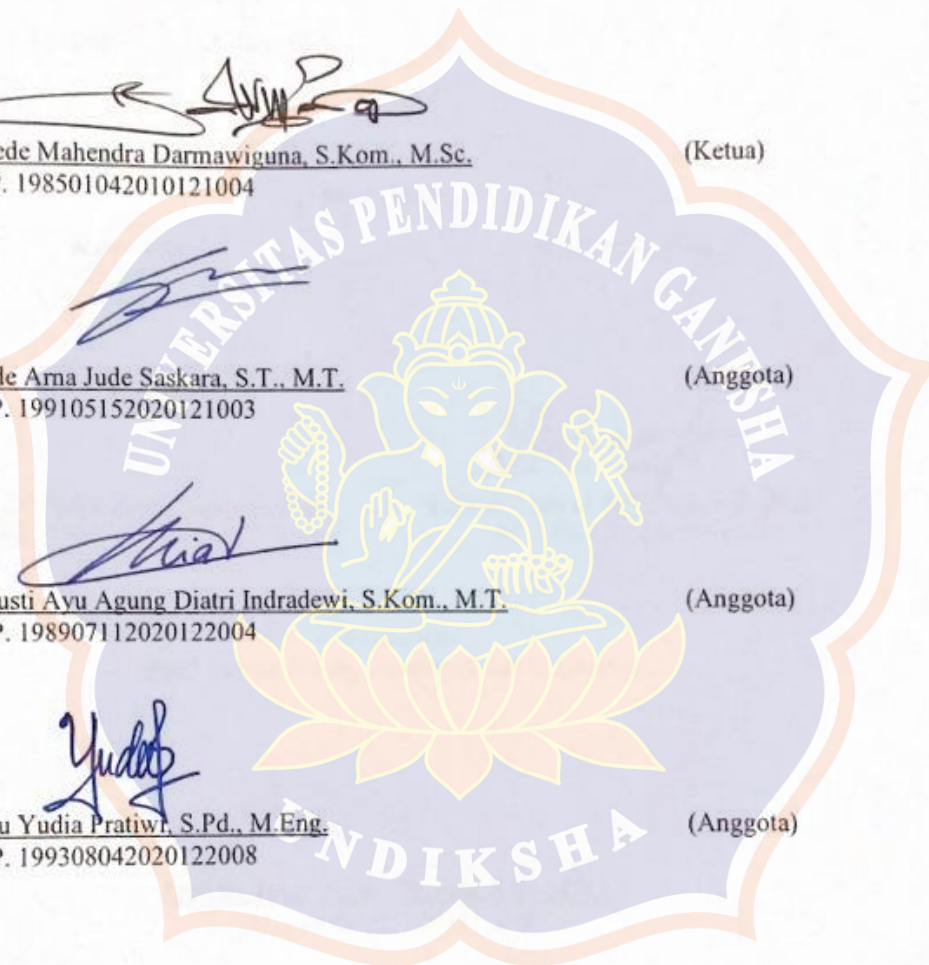 ede Mahendra Darmawiguna, S.Kom., M.Sc. (Ketua)
P. 198501042010121004
UNIVERSITAS PENDIDIKAN GANESHA
de Arna Jude Saskara, S.T., M.T. (Anggota)
P. 199105152020121003
usti Ayu Agung Diatri Indradewi, S.Kom., M.T. (Anggota)
P. 198907112020122004
u Yudia Pratiwi, S.Pd., M.Eng. (Anggota)
P. 199308042020122008
UNDIKSHA